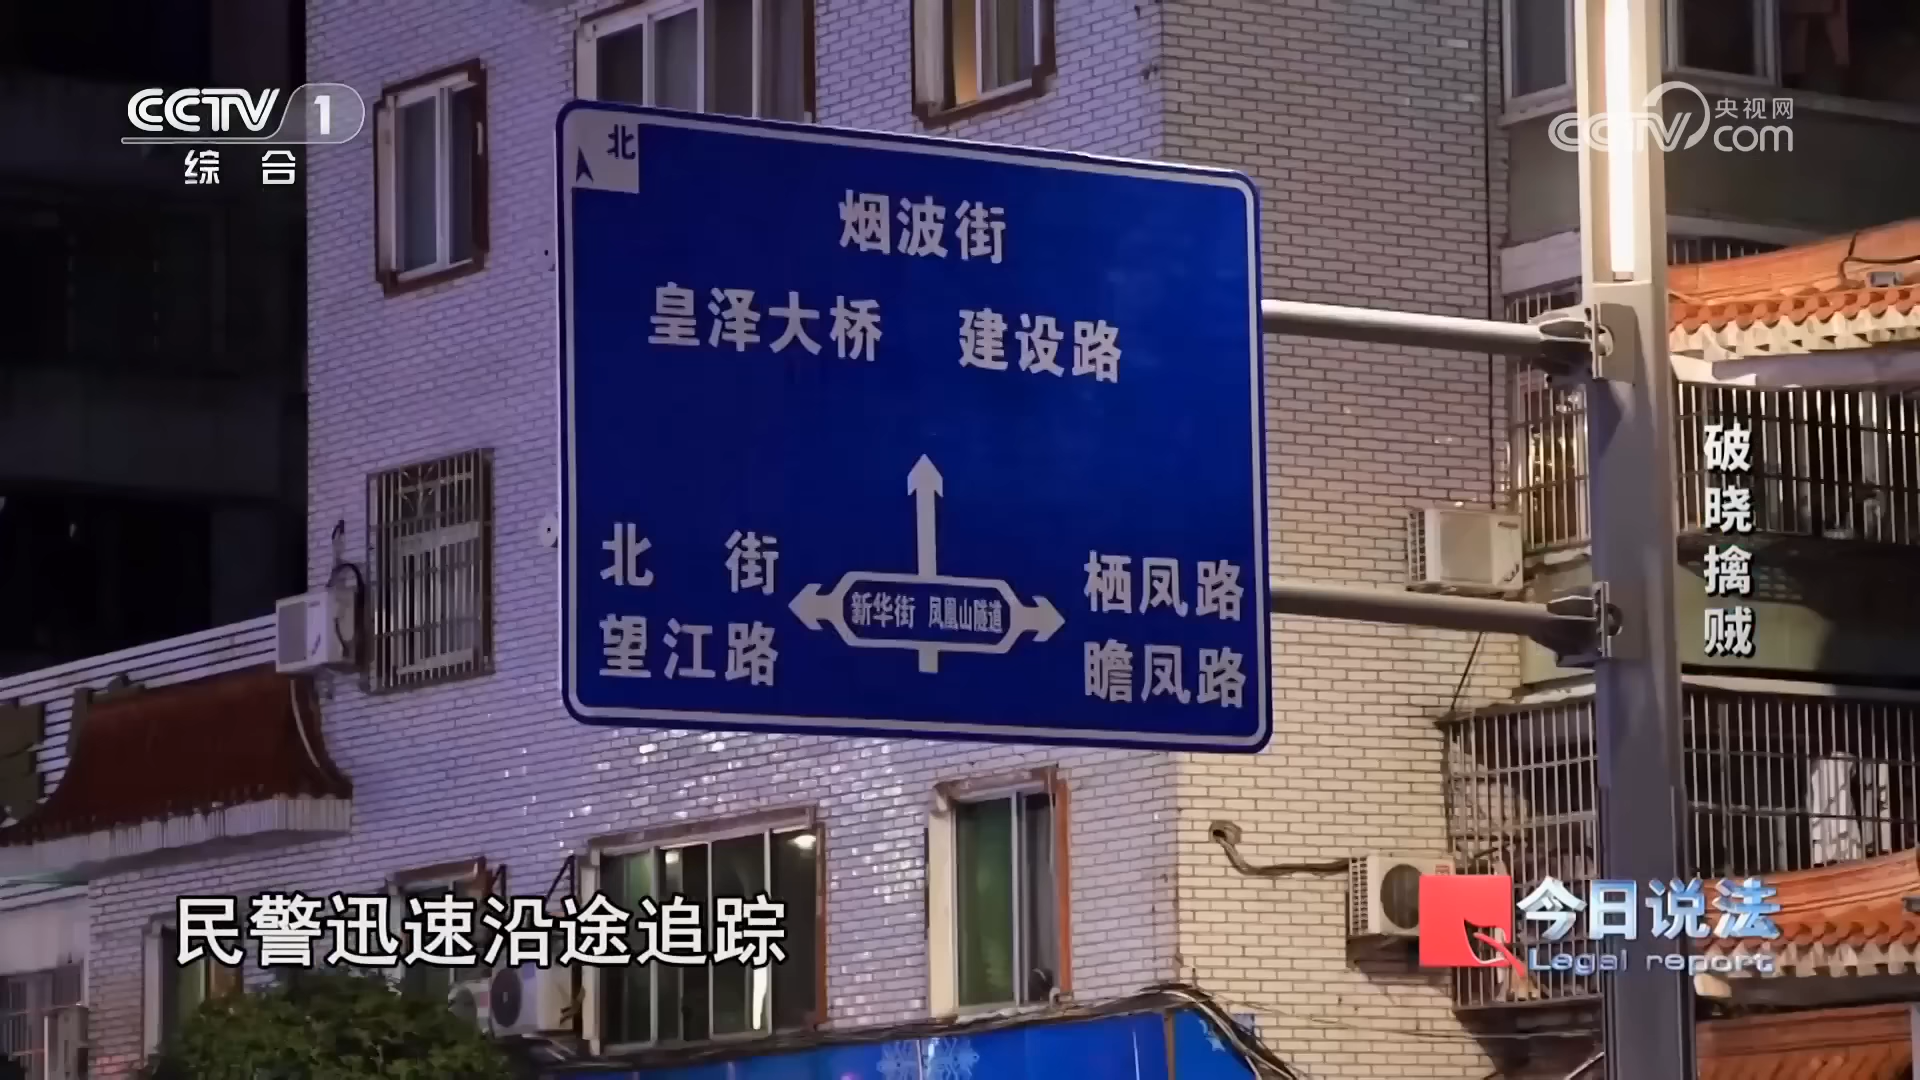 CCTV 1
综合
央视网
CCTV.com
北
烟波街
皇泽大桥 建设路
北街
望江路
新华街 凤凰山隧道
栖凤路
瞻凤路
破晓擒贼
民警迅速沿途追踪
今日说法
Legal report